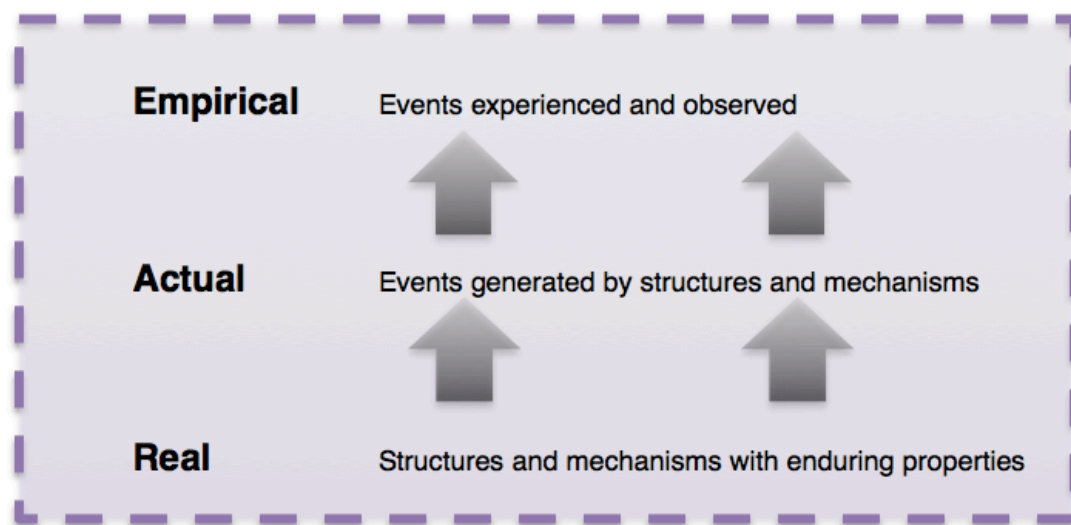 Empirical Events experienced and observed
Actual Events generated by structures and mechanisms
Real Structures and mechanisms with enduring properties